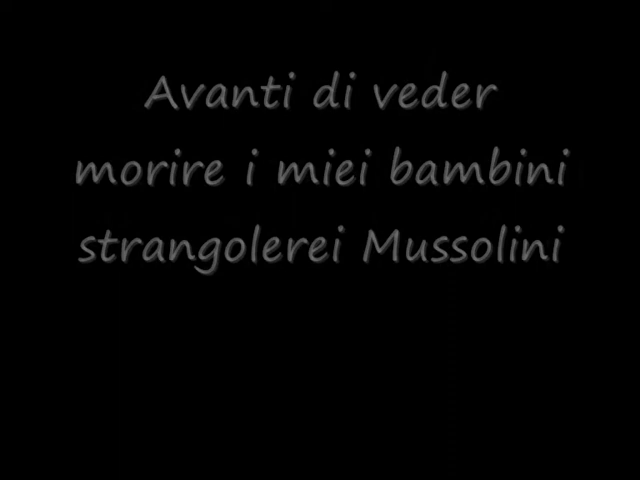 Avanti di veder
morire i miei bambini
strangolerei Mussolini